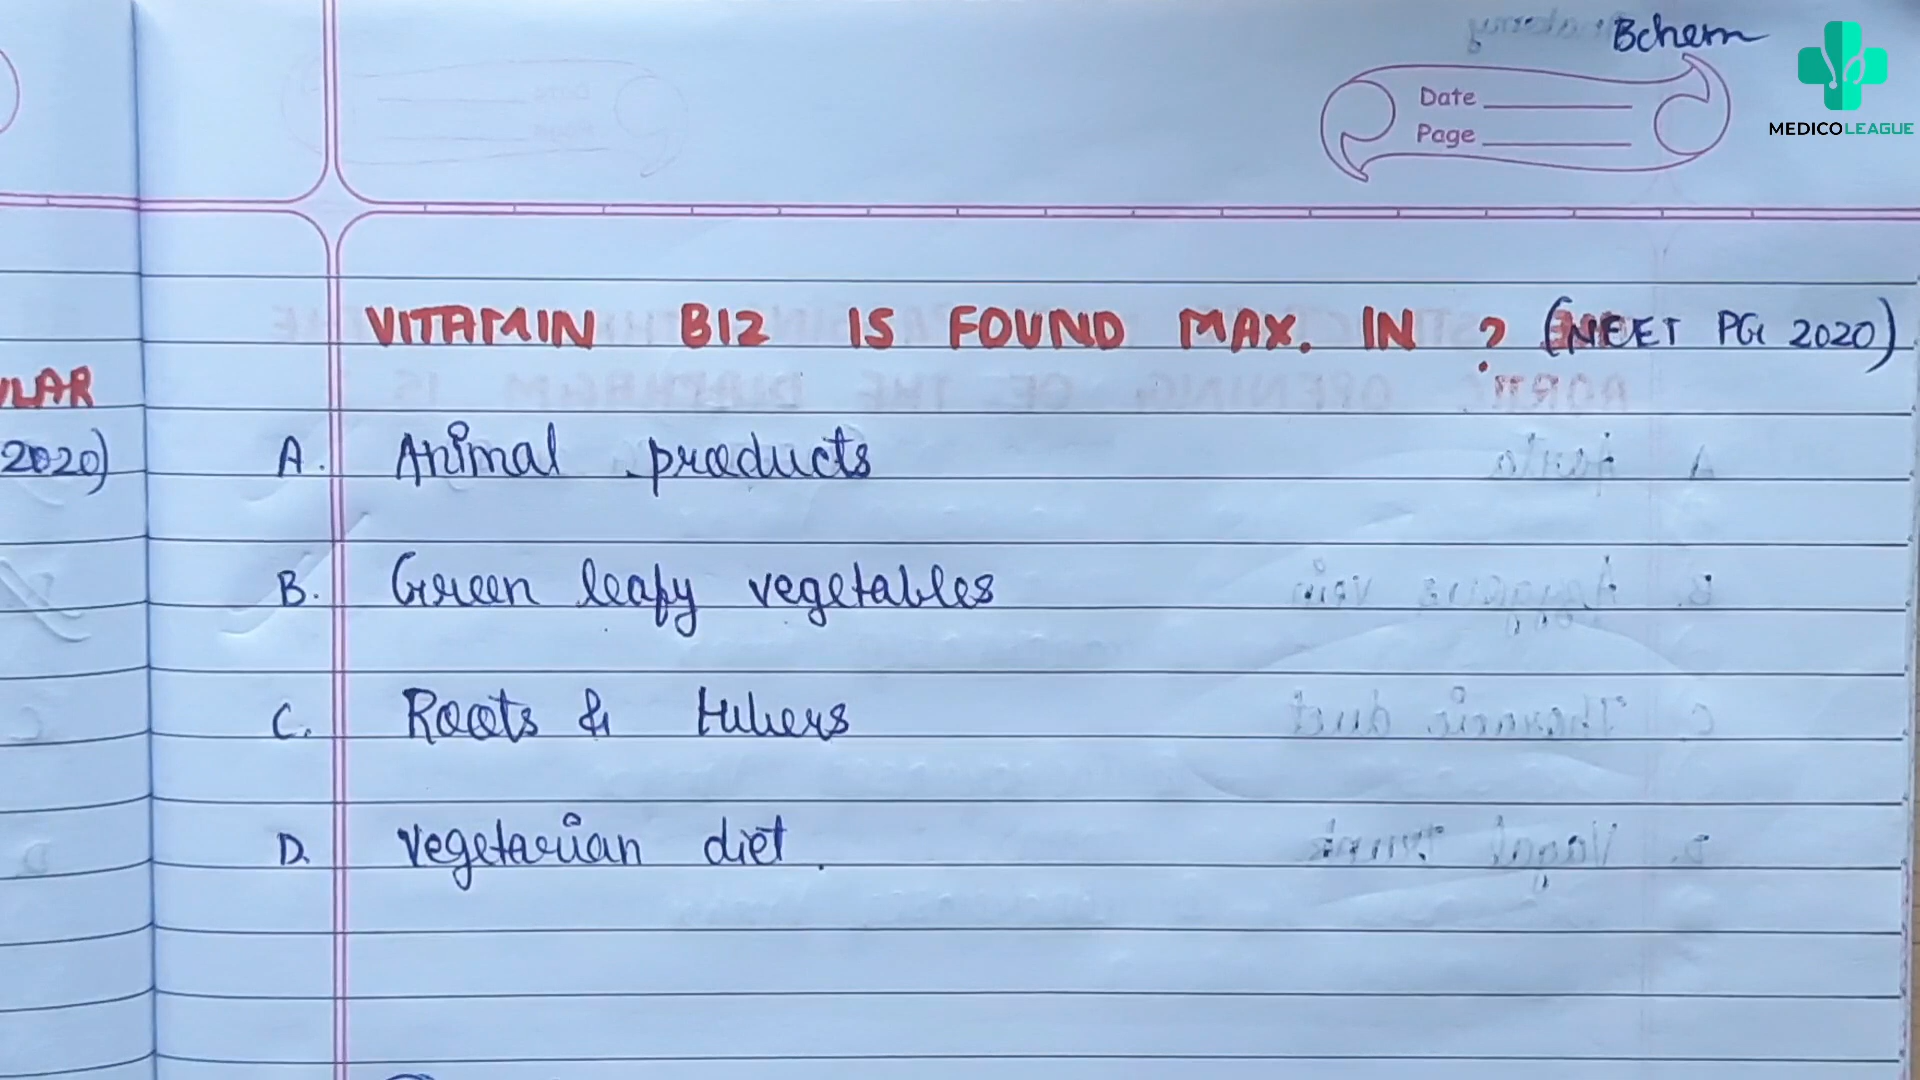 Bchem
MEDICOLEAGUE
Date
Page
VITAMIN B12 IS FOUND MAX. IN ? (NEET PG 2020)
ULAR
2020)
A. Animal products
B. Green leafy vegetables
C. Roots & tubers
D. Vegetarian diet.